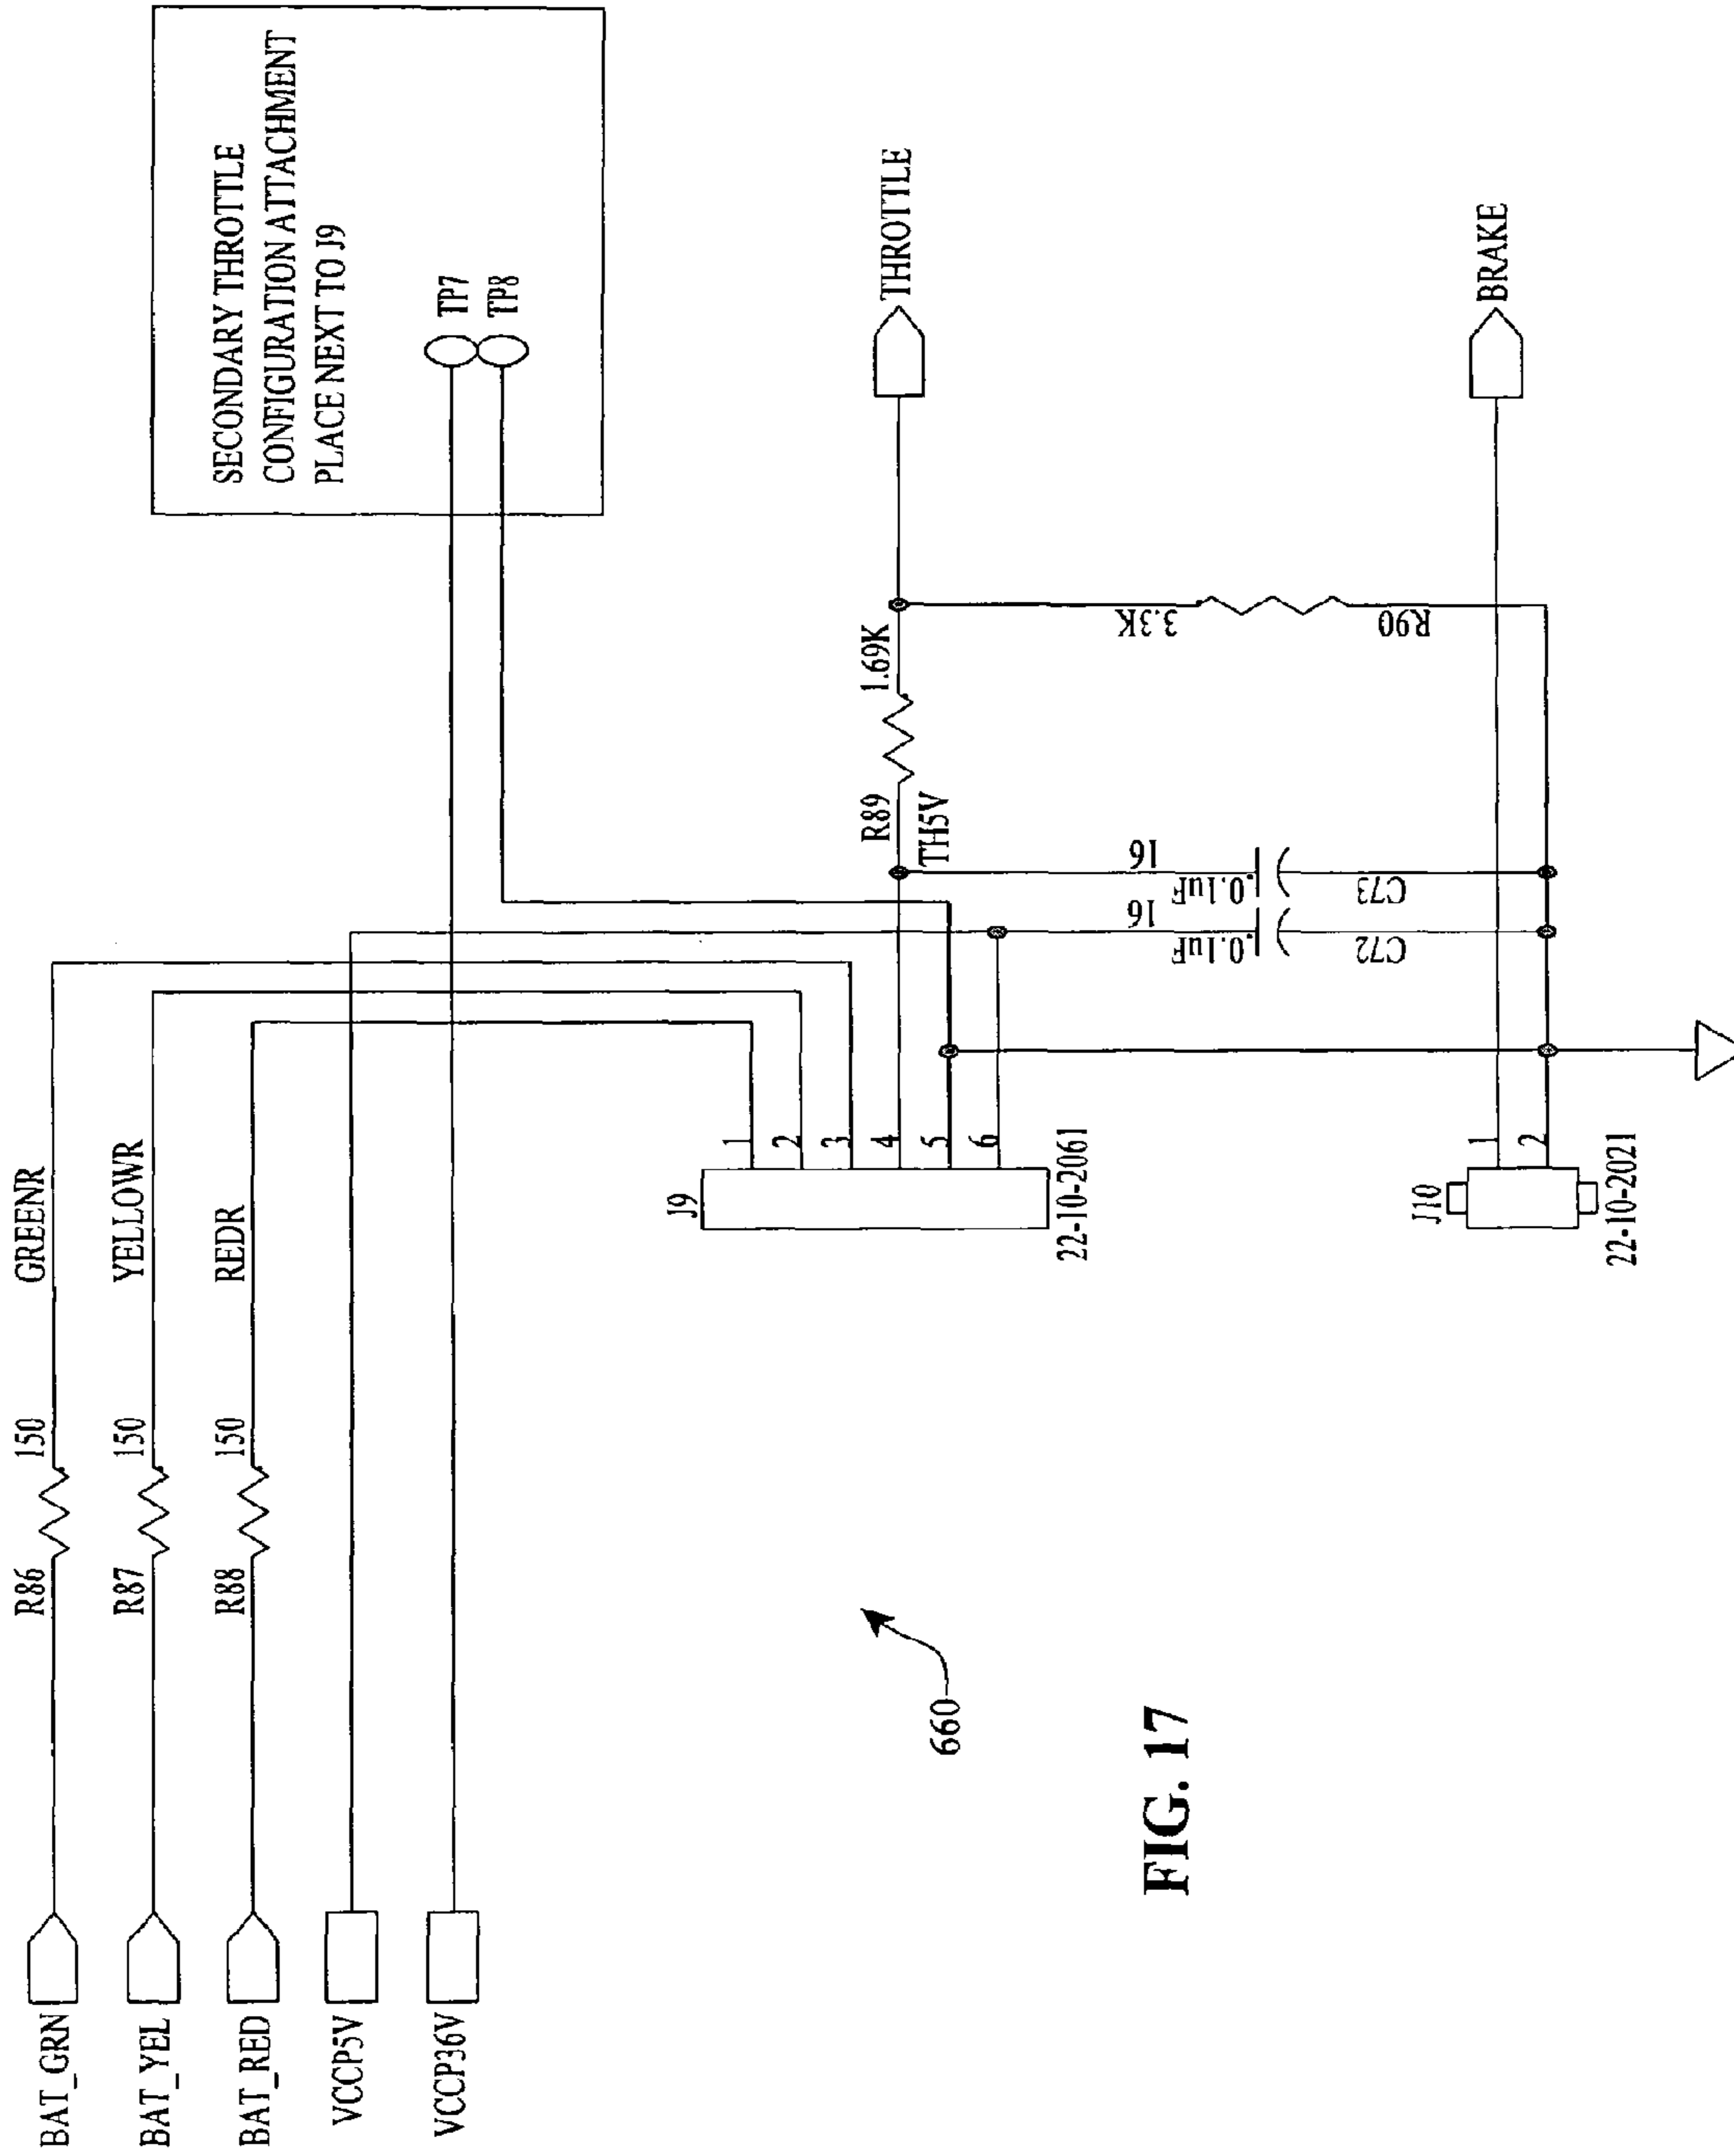 BAT_GRN
R86
150
GREENR
BAT_YEL
R87
150
YELLOWR
BAT_RED
R88
150
REDR
VCCP5V
VCCP36V
SECONDARY THROTTLE
CONFIGURATION ATTACHMENT
PLACE NEXT TO J9
TP7
TP8
J9
1
2
3
4
5
6
22-10-2061
R89
1.69K
TH5V
THROTTLE
16
0.1uF
C73
16
0.1uF
C72
3.3K
R90
BRAKE
J10
1
2
22-10-2021
660
FIG. 17